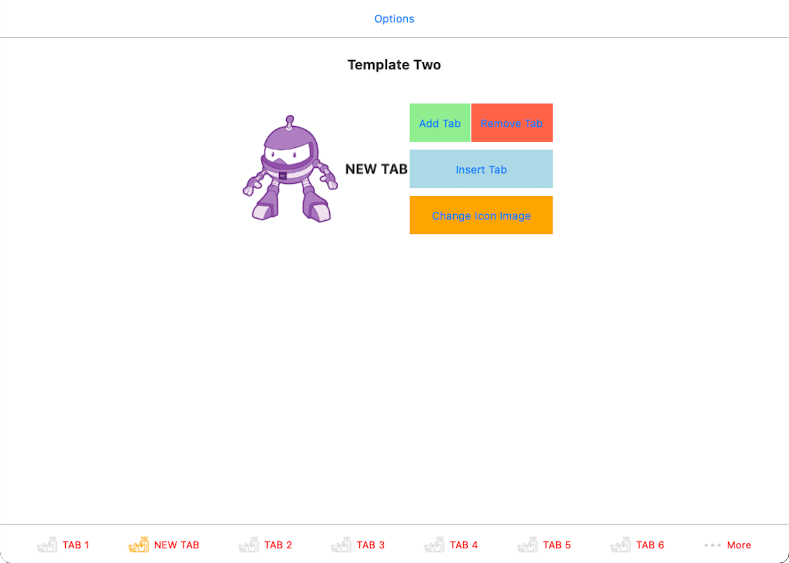 Options
Template Two
Add Tab
Remove Tab
NEW TAB
Insert Tab
Change Icon Image
TAB 1
NEW TAB
TAB 2
TAB 3
TAB 4
TAB 5
TAB 6
More